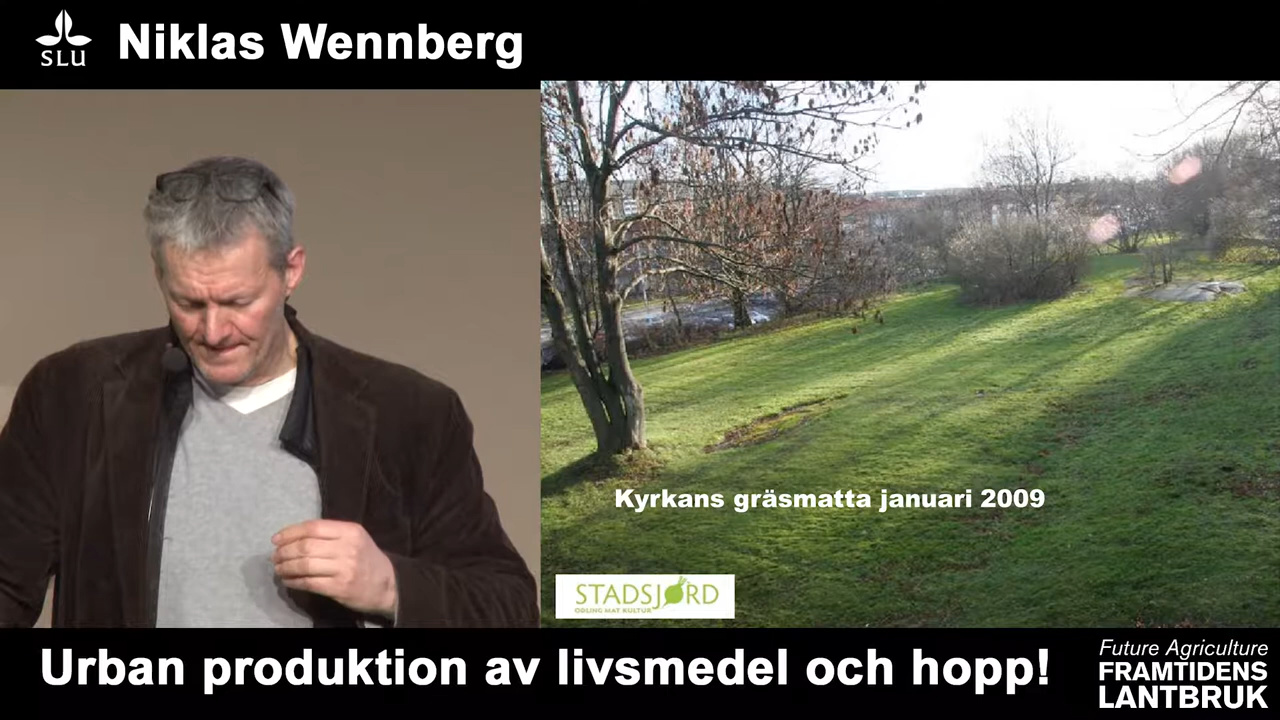 SLU
Niklas Wennberg
Kyrkans gräsmatta januari 2009
STADSJORD
ODLING MAT KULTUR
Urban produktion av livsmedel och hopp!
Future Agriculture
FRAMTIDENS
LANTBRUK